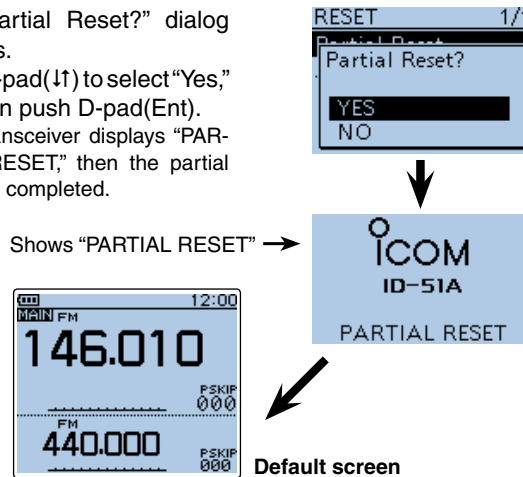 artial Reset?” dialog
s.
-pad(↓↑) to select “Yes,”
n push D-pad(Ent).
ansceiver displays “PAR-
RESET,” then the partial
completed.
RESET 1/
Partial Reset
Partial Reset?
YES
NO
Shows “PARTIAL RESET”
ICOM
ID-51A
PARTIAL RESET
12:00
MAIN FM
146.010
PSKIP
000
FM
440.000
PSKIP
000
Default screen